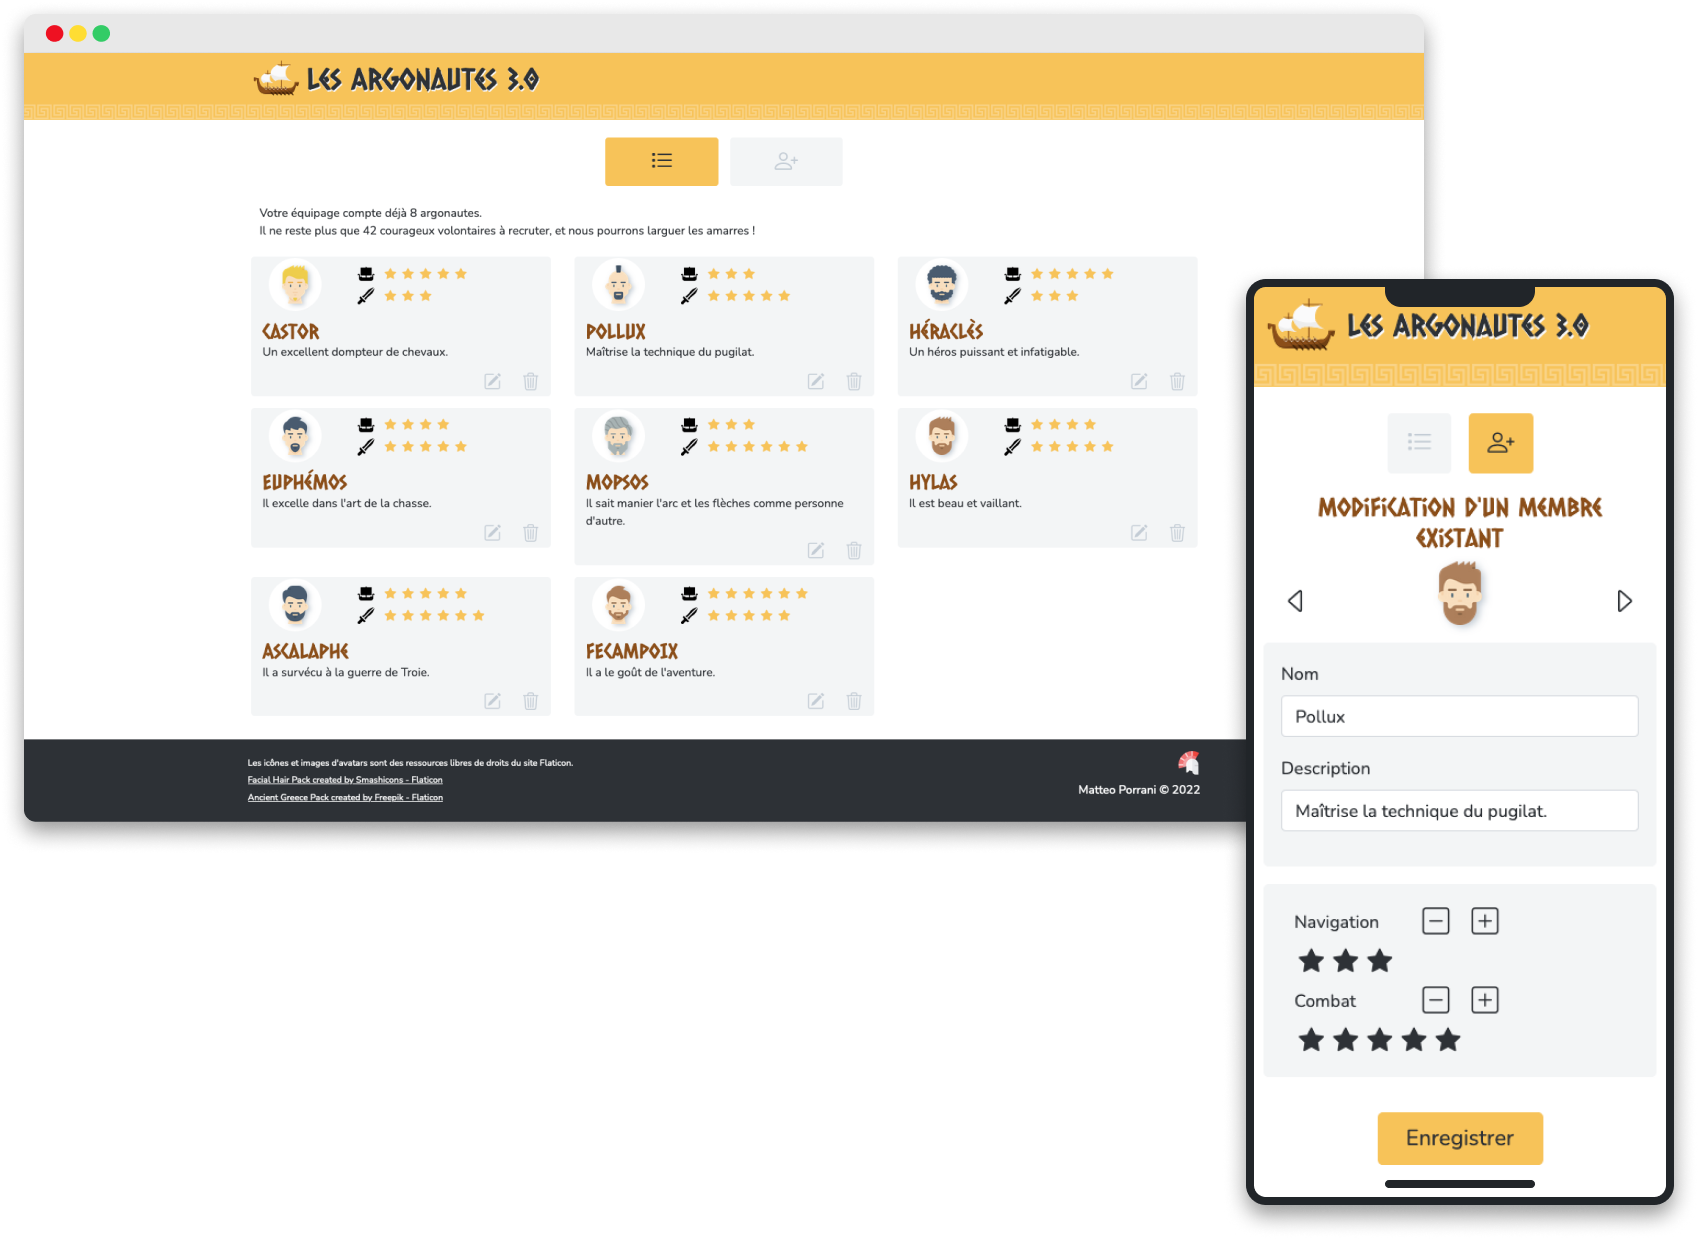 LES ARGONAUTES 3.0
Votre équipage compte déjà 8 argonautes.
Il ne reste plus que 42 courageux volontaires à recruter, et nous pourrons larguer les amarres !
CASTOR
Un excellent dompteur de chevaux.
POLLUX
Maîtrise la technique du pugilat.
HÉRACLÈS
Un héros puissant et infatigable.
EUPHÉMOS
Il excelle dans l'art de la chasse.
MOPSOS
Il sait manier l'arc et les flèches comme personne
d'autre.
HYLAS
Il est beau et vaillant.
ASCALAPHE
Il a survécu à la guerre de Troie.
FECAMPOIX
Il a le goût de l'aventure.
Les icônes et images d'avatars sont des ressources libres de droits du site Flaticon.
Facial Hair Pack created by Smashicons - Flaticon
Ancient Greece Pack created by Freepik - Flaticon
Matteo Porrani © 2022
LES ARGONAUTES 3.0
MODIFICATION D'UN MEMBRE
EXISTANT
Nom
Pollux
Description
Maîtrise la technique du pugilat.
Navigation
Combat
Enregistrer